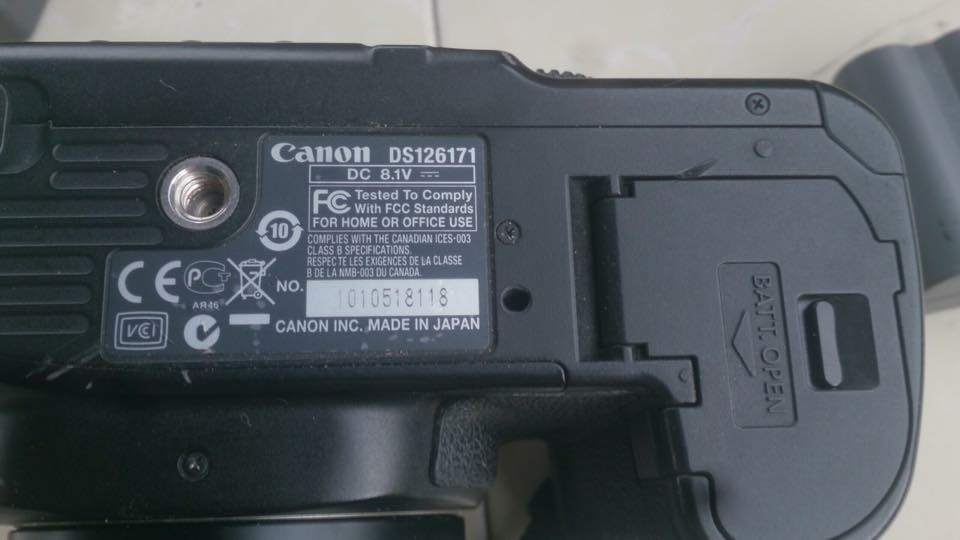 Canon DS126171
DC 8.1V
FC Tested To Comply
With FCC Standards
FOR HOME OR OFFICE USE
10
COMPLIES WITH THE CANADIAN ICES-003
CLASS B SPECIFICATIONS.
RESPECTE LES EXIGENCES DE LA CLASSE
B DE LA NMB-003 DU CANADA.
CE
AR46
NO. 1010518118
VCI
CANON INC. MADE IN JAPAN
BATT. OPEN